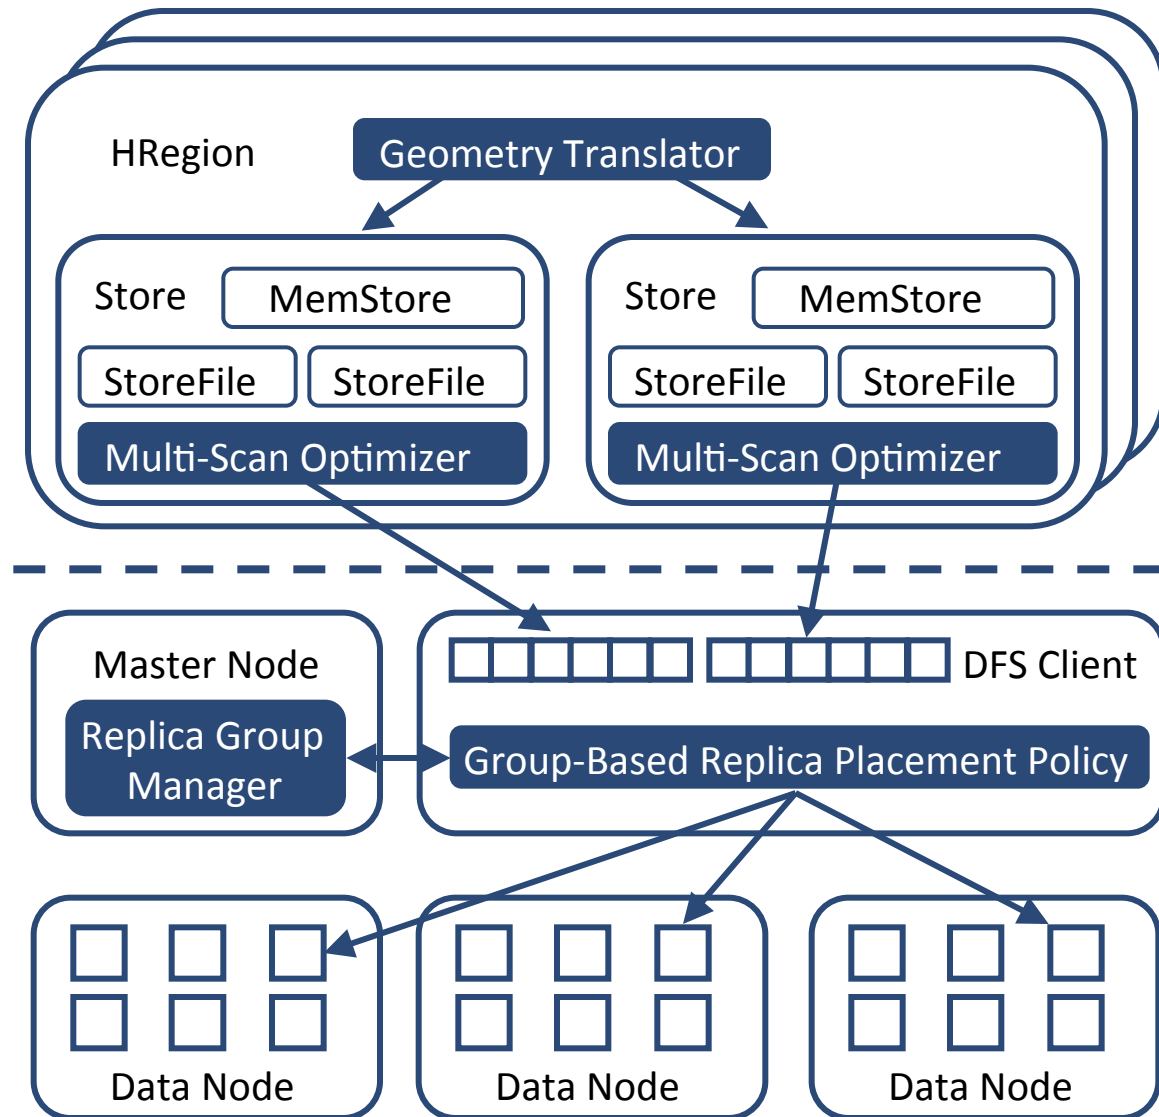 HRegion
Geometry Translator
Store
MemStore
StoreFile
StoreFile
Multi-Scan Optimizer
Store
MemStore
StoreFile
StoreFile
Multi-Scan Optimizer
Master Node
Replica Group
Manager
DFS Client
Group-Based Replica Placement Policy
Data Node
Data Node
Data Node